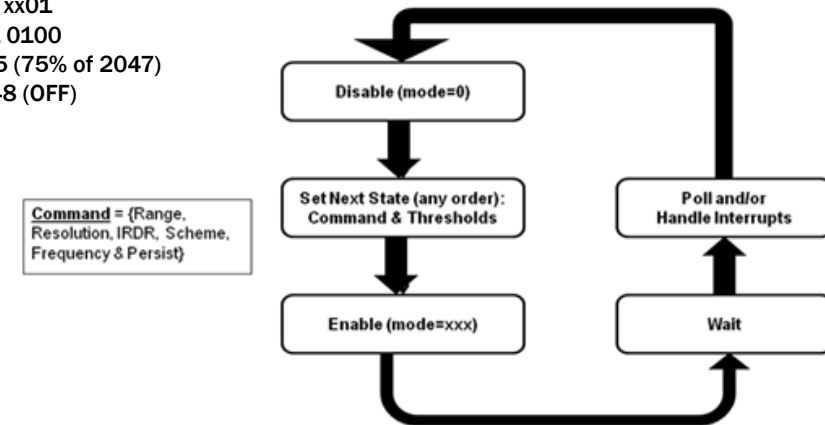 xx01
0100
5 (75% of 2047)
8 (OFF)
Disable (mode=0)
Set Next State (any order):
Command & Thresholds
Poll and/or
Handle Interrupts
Command = {Range,
Resolution, IRDR, Scheme,
Frequency & Persist}
Enable (mode=xxx)
Wait